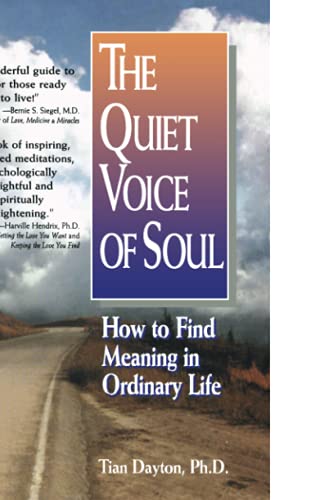 THE
QUIET
VOICE
OF SOUL
How to Find
Meaning in
Ordinary Life
Tian Dayton, Ph.D.
derful guide to
r those ready
to live!"
—Bernie S. Siegel, M.D.
of Love, Medicine & Miracles
ok of inspiring,
ed meditations,
chologically
ightful and
piritually
ightening."
—Harville Hendrix, Ph.D.
etting the Love You Want and
Keeping the Love You Find